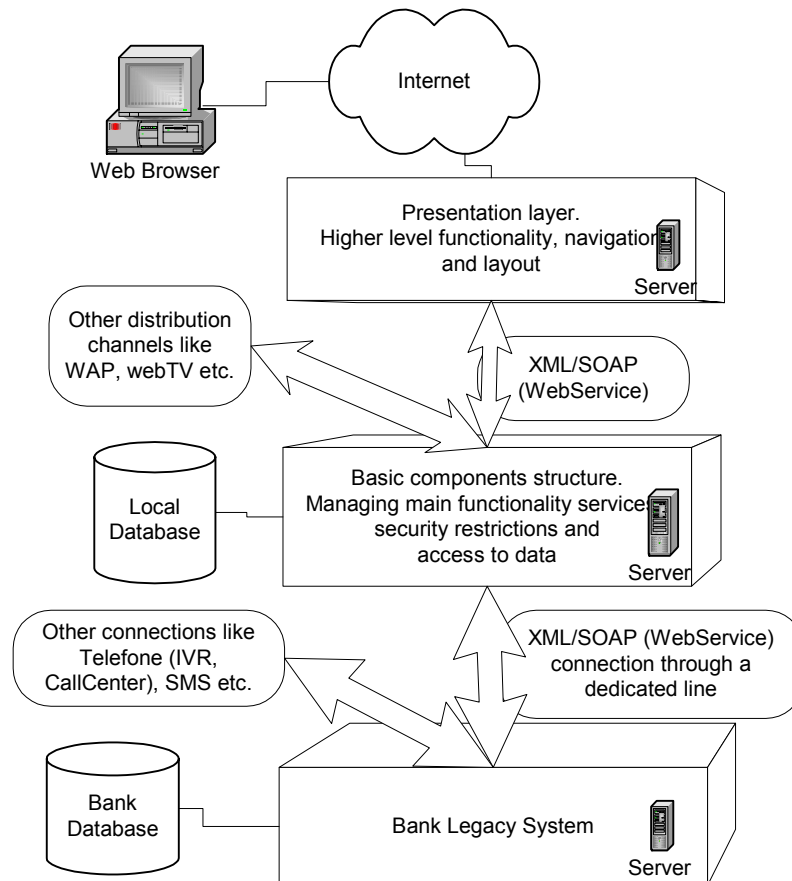 Internet
Web Browser
Presentation layer.
Higher level functionality, navigation
and layout
Server
Other distribution
channels like
WAP, webTV etc.
XML/SOAP
(WebService)
Local
Database
Basic components structure.
Managing main functionality services
security restrictions and
access to data
Server
Other connections like
Telefone (IVR,
CallCenter), SMS etc.
XML/SOAP (WebService)
connection through a
dedicated line
Bank
Database
Bank Legacy System
Server